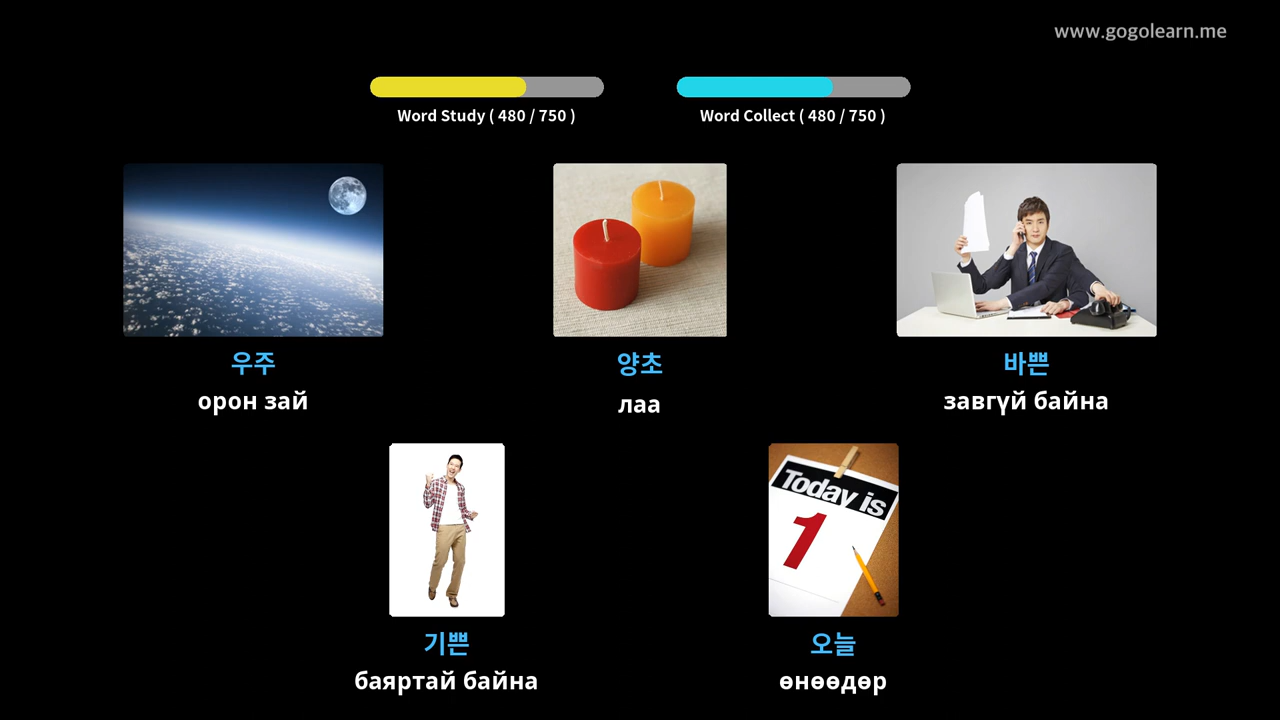 www.gogolearn.me
Word Study ( 480 / 750 )
Word Collect ( 480 / 750 )
우주
орон зай
양초
лаа
바쁜
завгүй байна
Today is
1
기쁜
баяртай байна
오늘
өнөөдөр